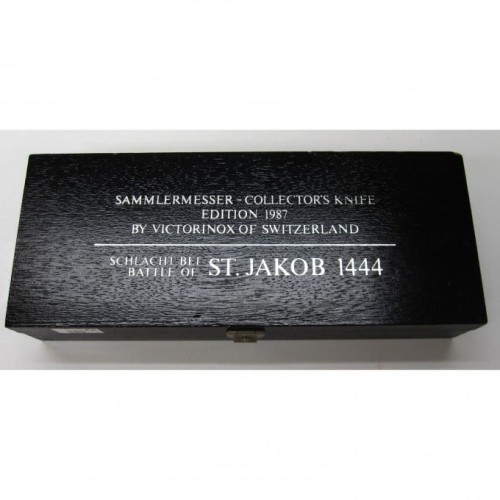 SAMMLERMESSER - COLLECTOR'S KNIFE
EDITION 1987
BY VICTORINOX OF SWITZERLAND
SCHLACHT BEI
BATTLE OF
ST. JAKOB 1444